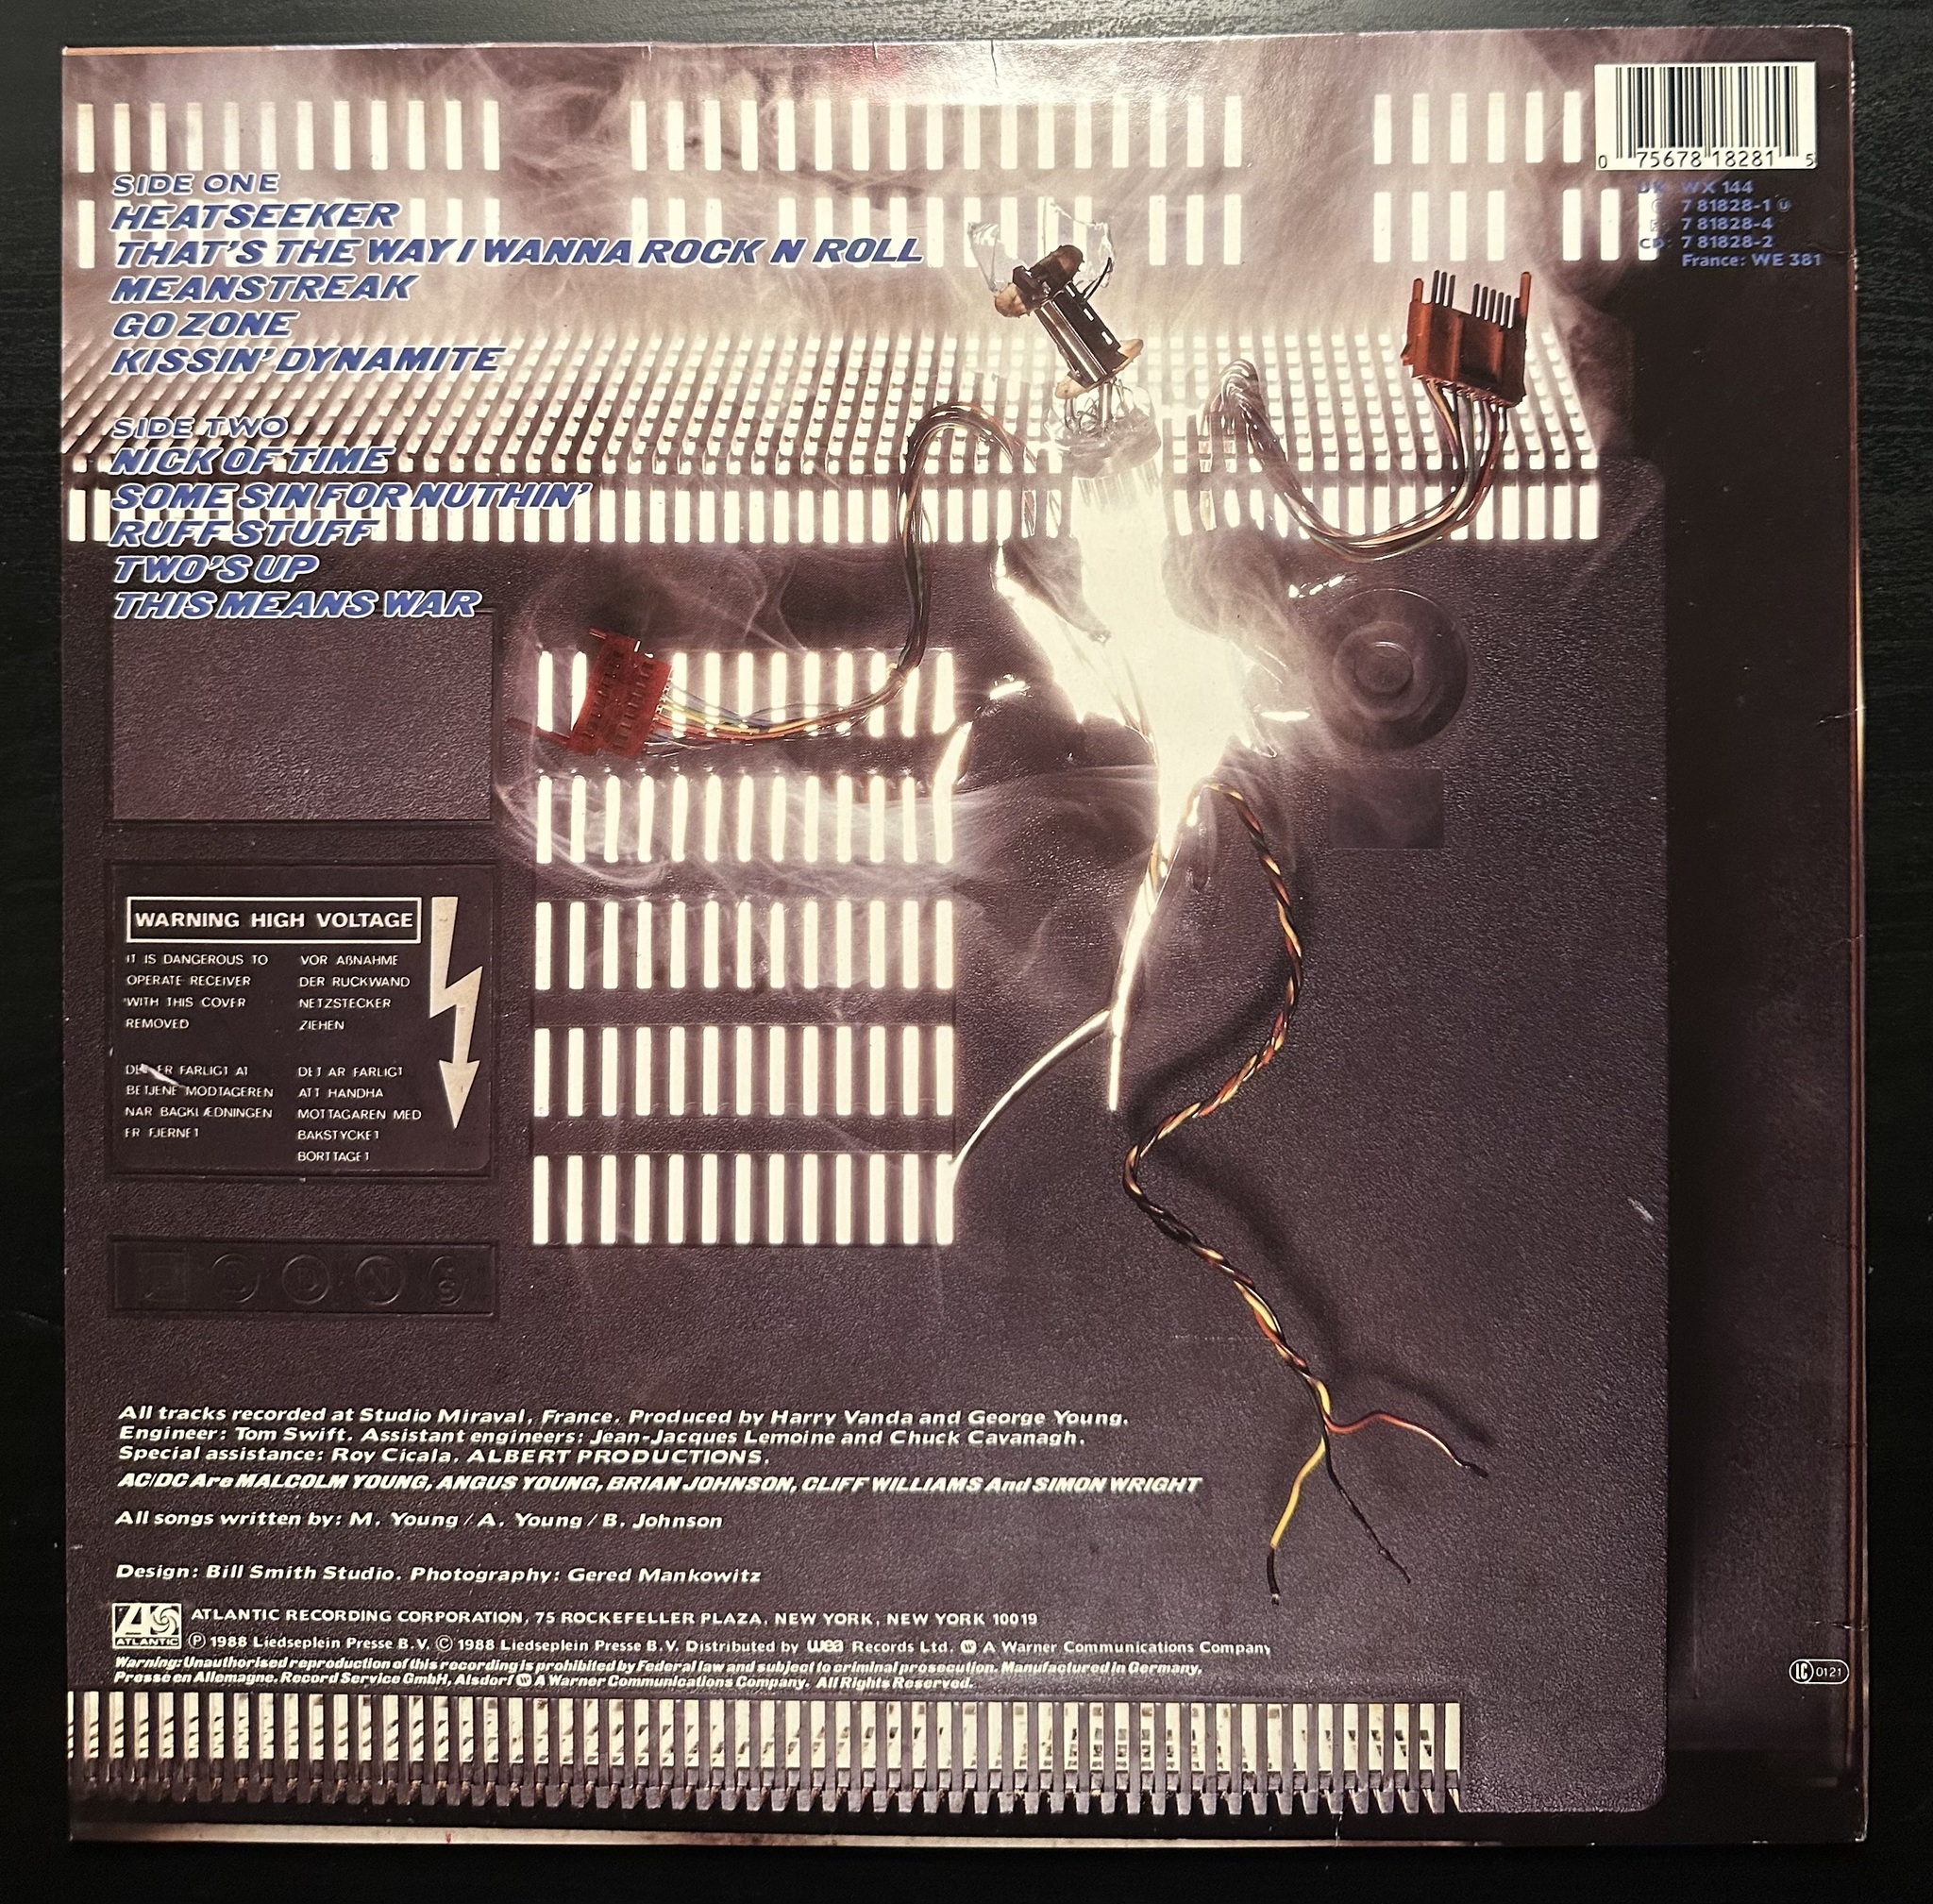 SIDE ONE
HEATSEEKER
THAT'S THE WAY I WANNA ROCK N ROLL
MEANSTREAK
GO ZONE
KISSIN' DYNAMITE
SIDE TWO
NICK OF TIME
SOME SIN FOR NUTHIN'
RUFF STUFF
TWO'S UP
THIS MEANS WAR
0 75678 18281 5
UK: WX 144
7 81828-1
7 81828-4
CD: 7 81828-2
France: WE 381
WARNING HIGH VOLTAGE
IT IS DANGEROUS TO
OPERATE RECEIVER
WITH THIS COVER
REMOVED
VOR AßNAHME
DER RUCKWAND
NETZSTECKER
ZIEHEN
DET ER FARLIGT AT
BETJENE MODTAGEREN
NAR BAGKLÆDNINGEN
ER FJERNET
DET AR FARLIGT
ATT HANDHA
MOTTAGAREN MED
BAKSTYCKET
BORTTAGET
All tracks recorded at Studio Miraval, France. Produced by Harry Vanda and George Young.
Engineer: Tom Swift. Assistant engineers: Jean-Jacques Lemoine and Chuck Cavanagh.
Special assistance: Roy Cicala. ALBERT PRODUCTIONS.
AC/DC Are MALCOLM YOUNG, ANGUS YOUNG, BRIAN JOHNSON, CLIFF WILLIAMS And SIMON WRIGHT
All songs written by: M. Young / A. Young / B. Johnson
Design: Bill Smith Studio. Photography: Gered Mankowitz
ATLANTIC
ATLANTIC RECORDING CORPORATION, 75 ROCKEFELLER PLAZA, NEW YORK, NEW YORK 10019
Ⓟ 1988 Liedseplein Presse B.V. © 1988 Liedseplein Presse B.V. Distributed by wea Records Ltd. A Warner Communications Company
Warning: Unauthorised reproduction of this recording is prohibited by Federal law and subject to criminal prosecution. Manufactured in Germany,
Pressé en Allemagne. Record Service GmbH, Alsdorf A Warner Communications Company. All Rights Reserved.
LC 0121